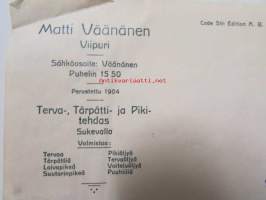 Matti Väänänen
Viipuri
Code 5th Edition A. B.
Sähköosoite: Väänänen
Puhelin 15 50
Perustettu 1904
Terva-, Tärpätti- ja Piki-
tehdas
Sukevalla
Valmistaa:
Tervaa
Tärpättiä
Laivapikeä
Suutarinpikeä
Pikiöljyä
Tervaöljyä
Voiteluöljyä
Puuhiiliä